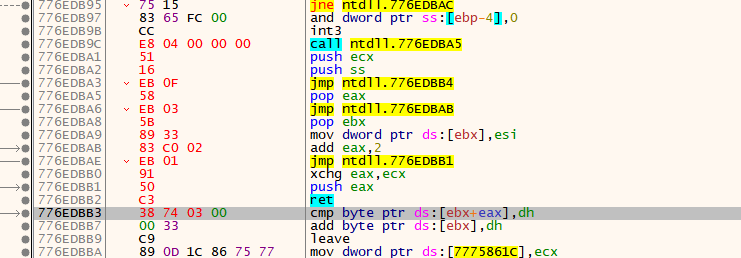 776EDB95 75 15 jne ntdll.776EDBAC
776EDB97 83 65 FC 00 and dword ptr ss:[ebp-4],0
776EDB9B CC int3
776EDB9C E8 04 00 00 00 call ntdll.776EDBA5
776EDBA1 51 push ecx
776EDBA2 16 push ss
776EDBA3 EB 0F jmp ntdll.776EDBB4
776EDBA5 58 pop eax
776EDBA6 EB 03 jmp ntdll.776EDBAB
776EDBA8 5B pop ebx
776EDBA9 89 33 mov dword ptr ds:[ebx],esi
776EDBAB 83 C0 02 add eax,2
776EDBAE EB 01 jmp ntdll.776EDBB1
776EDBB0 91 xchg eax,ecx
776EDBB1 50 push eax
776EDBB2 C3 ret
776EDBB3 38 74 03 00 cmp byte ptr ds:[ebx+eax],dh
776EDBB7 00 33 add byte ptr ds:[ebx],dh
776EDBB9 C9 leave
776EDBBA 89 0D 1C 86 75 77 mov dword ptr ds:[7775861C],ecx